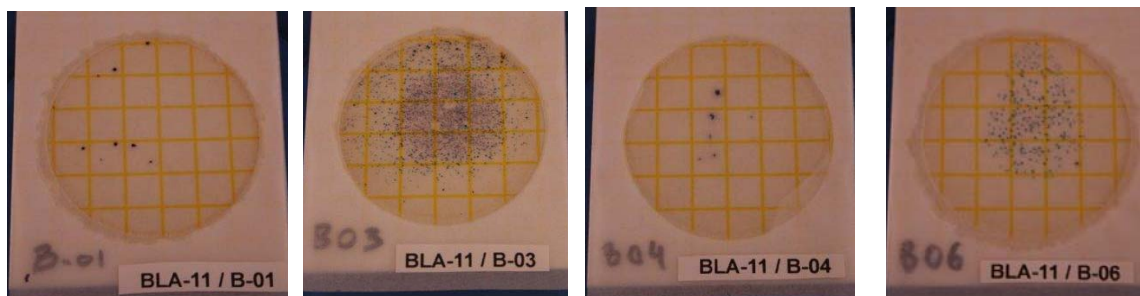 B-01
BLA-11 / B-01
B03
BLA-11 / B-03
B04
BLA-11 / B-04
B06
BLA-11 / B-06